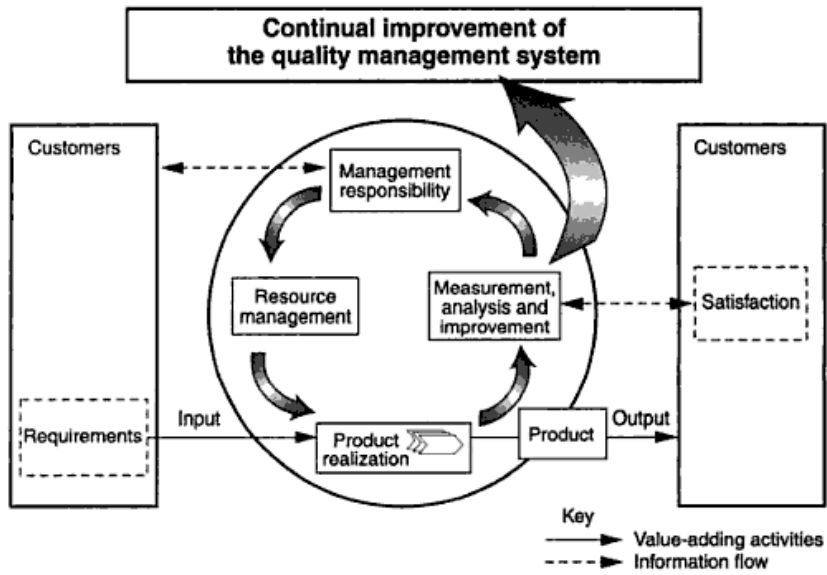 Continual improvement of
the quality management system
Customers
Customers
Management
responsibility
Resource
management
Measurement,
analysis and
improvement
Satisfaction
Requirements
Input
Product
realization
Product
Output
Key
Value-adding activities
Information flow